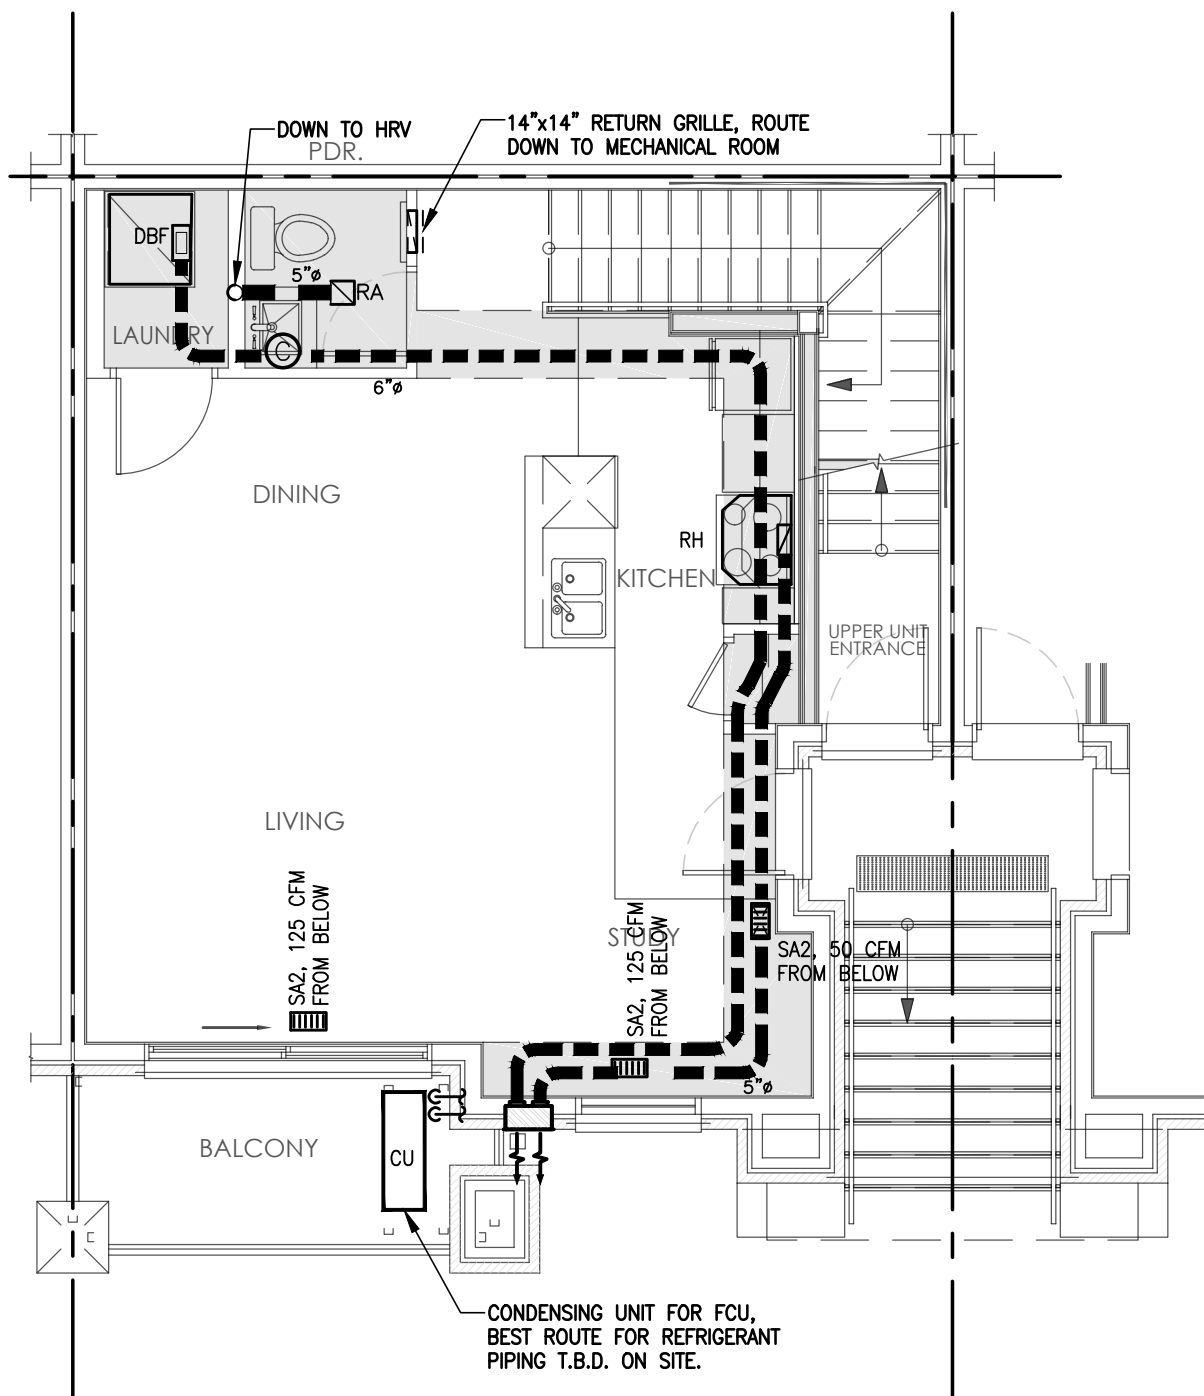 DOWN TO HRV
PDR.
14"x14" RETURN GRILLE, ROUTE
DOWN TO MECHANICAL ROOM
DBF
5"ø
RA
LAUNDRY
C
6"ø
DINING
RH
KITCHEN
UPPER UNIT
ENTRANCE
LIVING
SA2, 125 CFM
FROM BELOW
STUDY
SA2, 125 CFM
FROM BELOW
SA2, 50 CFM
FROM BELOW
5"ø
BALCONY
CU
CONDENSING UNIT FOR FCU,
BEST ROUTE FOR REFRIGERANT
PIPING T.B.D. ON SITE.